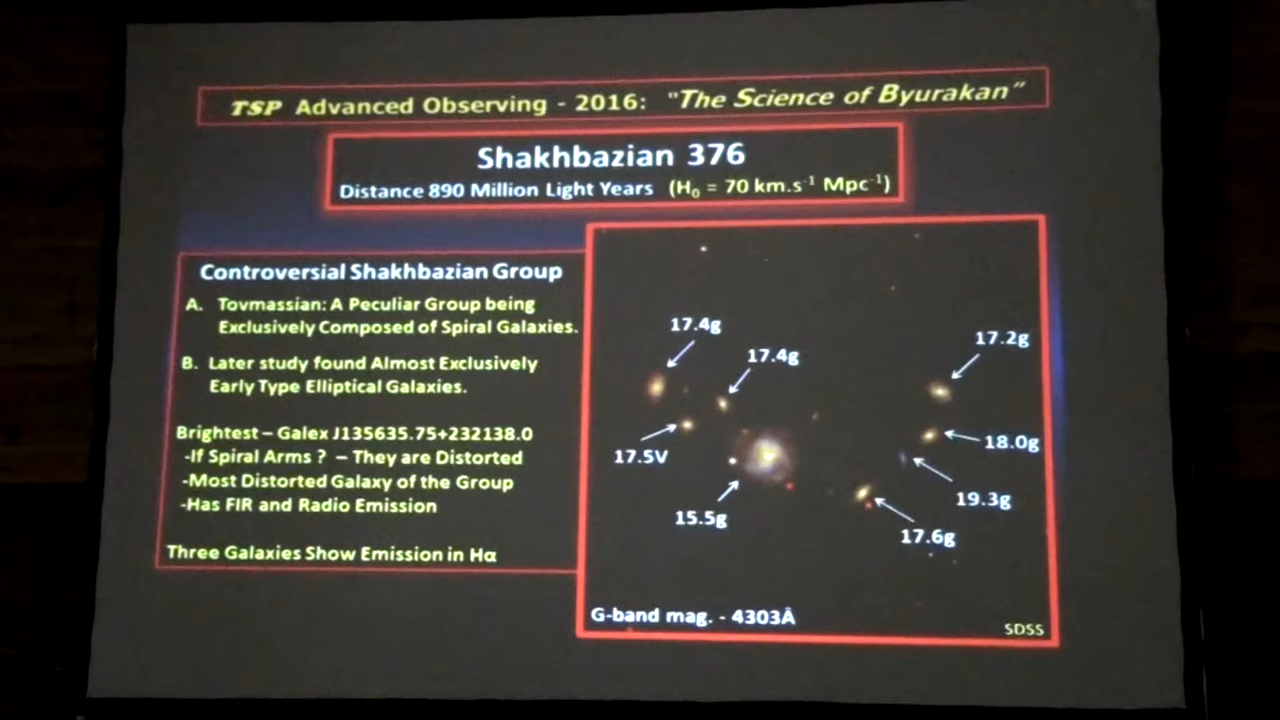 TSP Advanced Observing - 2016: "The Science of Byurakan"
Shakhbazian 376
Distance 890 Million Light Years (H₀ = 70 km.s⁻¹ Mpc⁻¹)
Controversial Shakhbazian Group
A. Tovmassian: A Peculiar Group being
Exclusively Composed of Spiral Galaxies.
B. Later study found Almost Exclusively
Early Type Elliptical Galaxies.
Brightest – Galex J135635.75+232138.0
-If Spiral Arms ? – They are Distorted
-Most Distorted Galaxy of the Group
-Has FIR and Radio Emission
Three Galaxies Show Emission in Hα
17.4g
17.4g
17.2g
17.5V
18.0g
15.5g
19.3g
17.6g
G-band mag. - 4303Å
SDSS